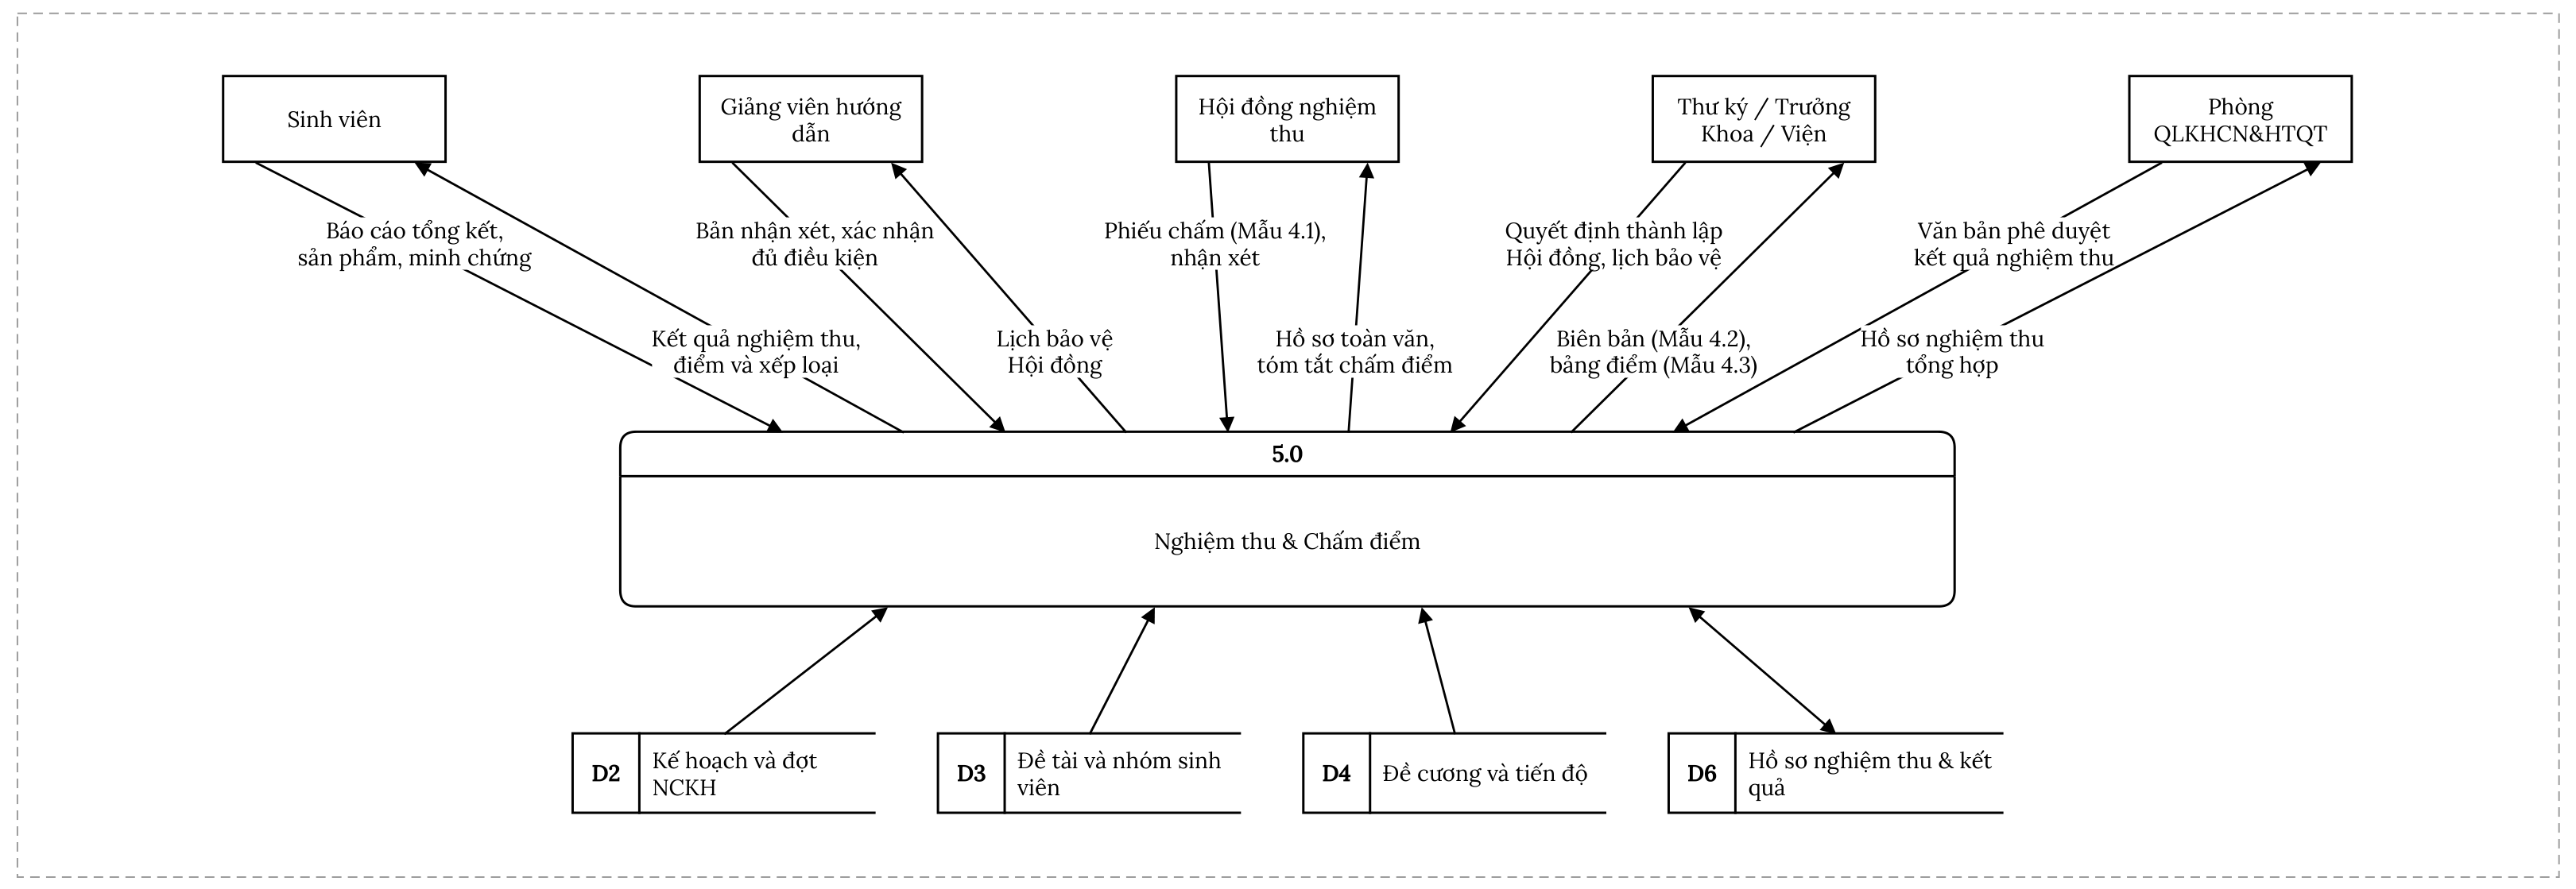 Sinh viên
Giảng viên hướng
dẫn
Hội đồng nghiệm
thu
Thư ký / Trưởng
Khoa / Viện
Phòng
QLKHCN&HTQT
Báo cáo tổng kết,
sản phẩm, minh chứng
Bản nhận xét, xác nhận
đủ điều kiện
Phiếu chấm (Mẫu 4.1),
nhận xét
Quyết định thành lập
Hội đồng, lịch bảo vệ
Văn bản phê duyệt
kết quả nghiệm thu
Kết quả nghiệm thu,
điểm và xếp loại
Lịch bảo vệ
Hội đồng
Hồ sơ toàn văn,
tóm tắt chấm điểm
Biên bản (Mẫu 4.2),
bảng điểm (Mẫu 4.3)
Hồ sơ nghiệm thu
tổng hợp
5.0
Nghiệm thu & Chấm điểm
D2
Kế hoạch và đợt
NCKH
D3
Đề tài và nhóm sinh
viên
D4
Đề cương và tiến độ
D6
Hồ sơ nghiệm thu & kết
quả